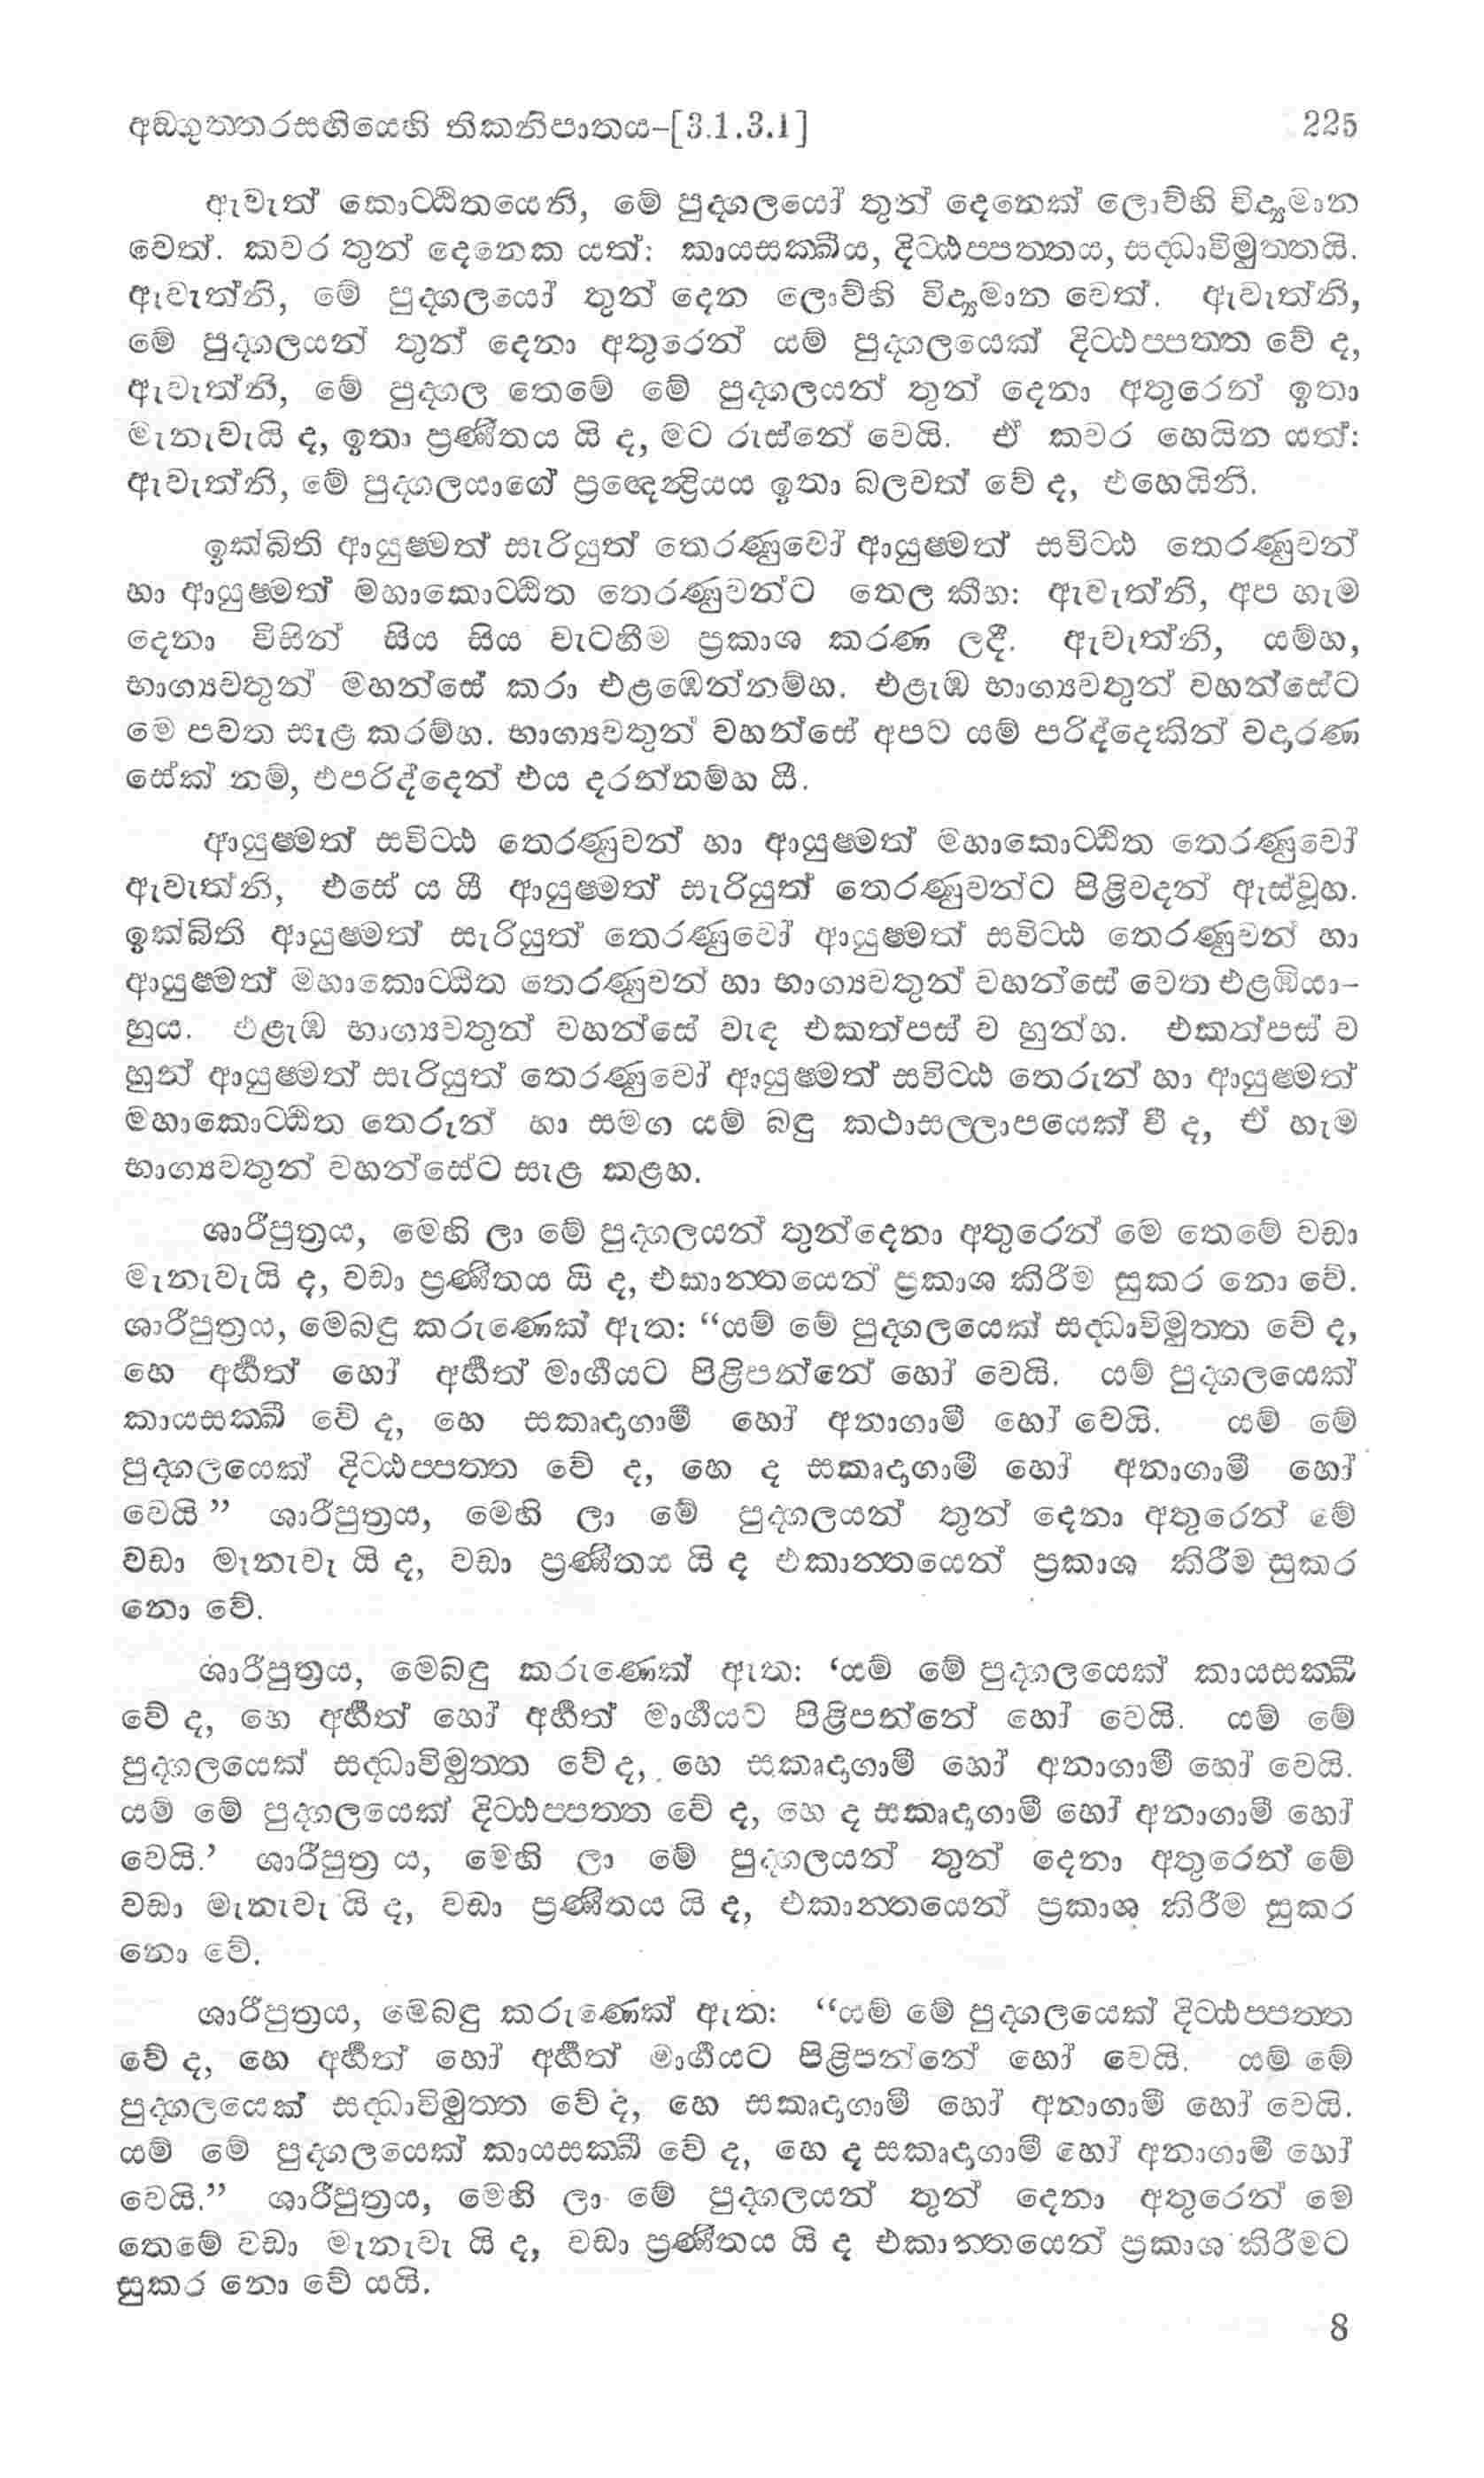 අඞගුත්තරසඟියෙහි තිකනිපාතය-[3.1.3.1] 225
ඇවැත් කොට්ඨිතයෙනි, මේ පුද්ගලයෝ තුන් දෙනෙක් ලොව්හි විද්‍යමාන
වෙත්. කවර තුන් දෙනෙක යත්: කායසක්ඛීය, දිට්ඨප්පත්තය, සද්ධාවිමුත්තයි.
ඇවැත්නි, මේ පුද්ගලයෝ තුන් දෙන ලොව්හි විද්‍යමාන වෙත්. ඇවැත්නි,
මේ පුද්ගලයන් තුන් දෙනා අතුරෙන් යම් පුද්ගලයෙක් දිට්ඨප්පත්ත වේ ද,
ඇවැත්නි, මේ පුද්ගල තෙමේ මේ පුද්ගලයන් තුන් දෙනා අතුරෙන් ඉතා
මැනැවැයි ද, ඉතා ප්‍රණීතය යි ද, මට රුස්නේ වෙයි. ඒ කවර හෙයින යත්:
ඇවැත්නි, මේ පුද්ගලයාගේ ප්‍රඥෙන්ද්‍රියය ඉතා බලවත් වේ ද, එහෙයිනි.
ඉක්බිති ආයුෂ්මත් සැරියුත් තෙරණුවෝ ආයුෂ්මත් සවිට්ඨ තෙරණුවන්
හා ආයුෂ්මත් මහාකොට්ඨිත තෙරණුවන්ට තෙල කීහ: ඇවැත්නි, අප හැම
දෙනා විසින් සිය සිය වැටහීම ප්‍රකාශ කරණ ලදී. ඇවැත්නි, යම්හ,
භාග්‍යවතුන් මහන්සේ කරා එළඹෙන්නම්හ. එළැඹ භාග්‍යවතුන් වහන්සේට
මෙ පවත සැළ කරම්හ. භාග්‍යවතුන් වහන්සේ අපට යම් පරිද්දෙකින් වදාරණ
සේක් නම්, එපරිද්දෙන් එය දරන්නම්හ යි.
ආයුෂ්මත් සවිට්ඨ තෙරණුවන් හා ආයුෂ්මත් මහාකොට්ඨිත තෙරණුවෝ
ඇවැත්නි, එසේ ය යි ආයුෂ්මත් සැරියුත් තෙරණුවන්ට පිළිවදන් ඇස්වූහ.
ඉක්බිති ආයුෂ්මත් සැරියුත් තෙරණුවෝ ආයුෂ්මත් සවිට්ඨ තෙරණුවන් හා
ආයුෂ්මත් මහාකොට්ඨිත තෙරණුවන් හා භාග්‍යවතුන් වහන්සේ වෙත එළඹියා-
හුය. එළැඹ භාග්‍යවතුන් වහන්සේ වැඳ එකත්පස් ව හුන්හ. එකත්පස් ව
හුන් ආයුෂ්මත් සැරියුත් තෙරණුවෝ ආයුෂ්මත් සවිට්ඨ තෙරුන් හා ආයුෂ්මත්
මහාකොට්ඨිත තෙරුන් හා සමග යම් බඳු කථාසල්ලාපයෙක් වී ද, ඒ හැම
භාග්‍යවතුන් වහන්සේට සැළ කළහ.
ශාරිපුත්‍රය, මෙහි ලා මේ පුද්ගලයන් තුන්දෙනා අතුරෙන් මෙ තෙමේ වඩා
මැනැවැයි ද, වඩා ප්‍රණීතය යි ද, එකාන්තයෙන් ප්‍රකාශ කිරීම සුකර නො වේ.
ශාරීපුත්‍රය, මෙබඳු කරුණෙක් ඇත: “යම් මේ පුද්ගලයෙක් සද්ධාවිමුත්ත වේ ද,
හෙ අර්හත් හෝ අර්හත් මාර්ගයට පිළිපන්නේ හෝ වෙයි. යම් පුද්ගලයෙක්
කායසක්ඛී වේ ද, හෙ සකෘදාගාමී හෝ අනාගාමී හෝ වෙයි. යම් මේ
පුද්ගලයෙක් දිට්ඨප්පත්ත වේ ද, හෙ ද සකෘදාගාමී හෝ අනාගාමී හෝ
වෙයි” ශාරීපුත්‍රය, මෙහි ලා මේ පුද්ගලයන් තුන් දෙනා අතුරෙන් මේ
වඩා මැනැවැ යි ද, වඩා ප්‍රණීතය යි ද එකාන්තයෙන් ප්‍රකාශ කිරීම සුකර
නො වේ.
ශාරිපුත්‍රය, මෙබඳු කරුණෙක් ඇත: ‘යම් මේ පුද්ගලයෙක් කායසක්ඛී
වේ ද, හෙ අර්හත් හෝ අර්හත් මාර්ගයට පිළිපන්නේ හෝ වෙයි. යම් මේ
පුද්ගලයෙක් සද්ධාවිමුත්ත වේ ද, හෙ සකෘදාගාමී හෝ අනාගාමී හෝ වෙයි.
යම් මේ පුද්ගලයෙක් දිට්ඨප්පත්ත වේ ද, හෙ ද සකෘදාගාමී හෝ අනාගාමී හෝ
වෙයි.’ ශාරීපුත්‍ර ය, මෙහි ලා මේ පුද්ගලයන් තුන් දෙනා අතුරෙන් මේ
වඩා මැනැවැ යි ද, වඩා ප්‍රණීතය යි ද, එකාන්තයෙන් ප්‍රකාශ කිරීම සුකර
නො වේ.
ශාරීපුත්‍රය, මෙබඳු කරුණෙක් ඇත: “යම් මේ පුද්ගලයෙක් දිට්ඨප්පත්ත
වේ ද, හෙ අර්හත් හෝ අර්හත් මාර්ගයට පිළිපන්නේ හෝ වෙයි. යම් මේ
පුද්ගලයෙක් සද්ධාවිමුත්ත වේ ද, හෙ සකෘදාගාමී හෝ අනාගාමී හෝ වෙයි.
යම් මේ පුද්ගලයෙක් කායසක්ඛී වේ ද, හෙ ද සකෘදාගාමී හෝ අනාගාමී හෝ
වෙයි.” ශාරීපුත්‍රය, මෙහි ලා මේ පුද්ගලයන් තුන් දෙනා අතුරෙන් මෙ
තෙමේ වඩා මැනැවැ යි ද, වඩා ප්‍රණීතය යි ද එකාන්තයෙන් ප්‍රකාශ කිරීමට
සුකර නො වේ යයි.
8